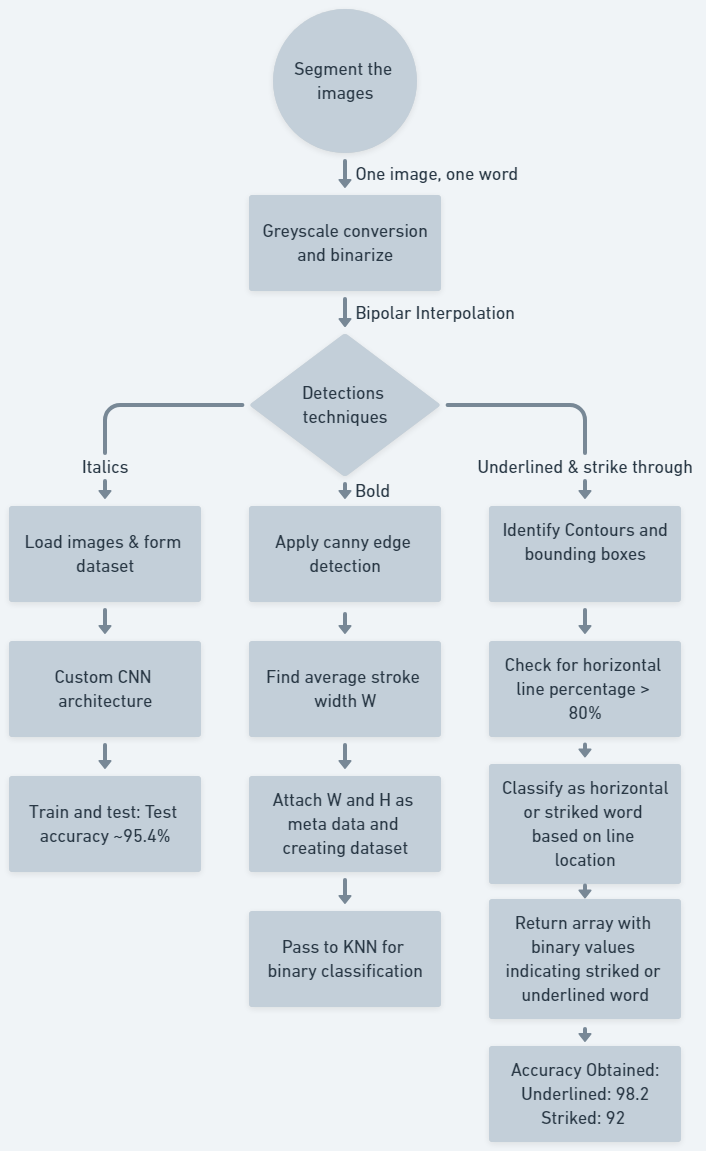 Segment the
images
One image, one word
Greyscale conversion
and binarize
Bipolar Interpolation
Detections
techniques
Italics
Load images & form
dataset
Custom CNN
architecture
Train and test: Test
accuracy ~95.4%
Bold
Apply canny edge
detection
Find average stroke
width W
Attach W and H as
meta data and
creating dataset
Pass to KNN for
binary classification
Underlined & strike through
Identify Contours and
bounding boxes
Check for horizontal
line percentage >
80%
Classify as horizontal
or striked word
based on line
location
Return array with
binary values
indicating striked or
underlined word
Accuracy Obtained:
Underlined: 98.2
Striked: 92